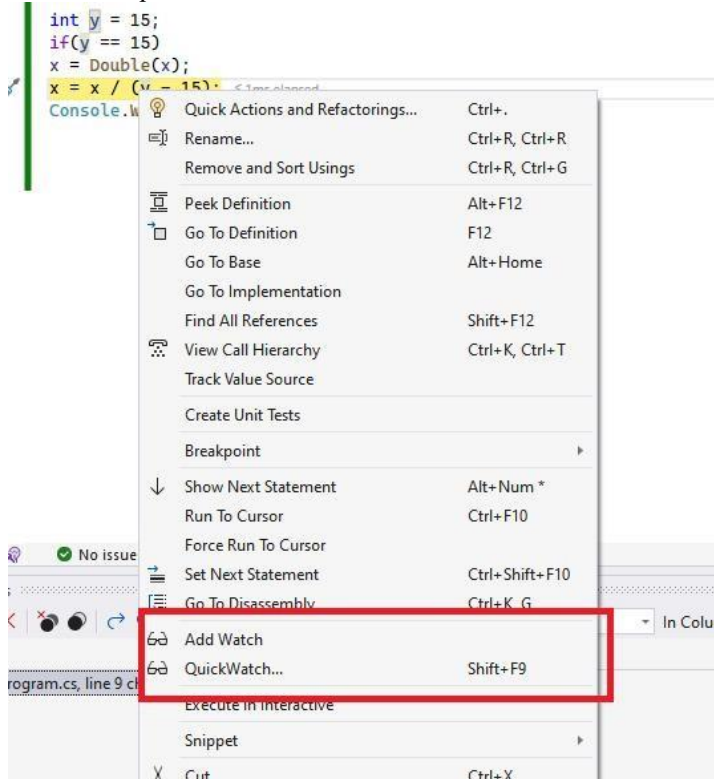 int y = 15;
if(y == 15)
x = Double(x);
x = x / (y - 15);
Console.W
Quick Actions and Refactorings... Ctrl+.
Rename... Ctrl+R, Ctrl+R
Remove and Sort Usings Ctrl+R, Ctrl+G
Peek Definition Alt+F12
Go To Definition F12
Go To Base Alt+Home
Go To Implementation
Find All References Shift+F12
View Call Hierarchy Ctrl+K, Ctrl+T
Track Value Source
Create Unit Tests
Breakpoint
Show Next Statement Alt+Num *
Run To Cursor Ctrl+F10
Force Run To Cursor
No issue
Set Next Statement Ctrl+Shift+F10
Go To Disassembly Ctrl+K, G
In Colu
Add Watch
QuickWatch... Shift+F9
rogram.cs, line 9 ch
Execute in Interactive
Snippet
Cut Ctrl+X